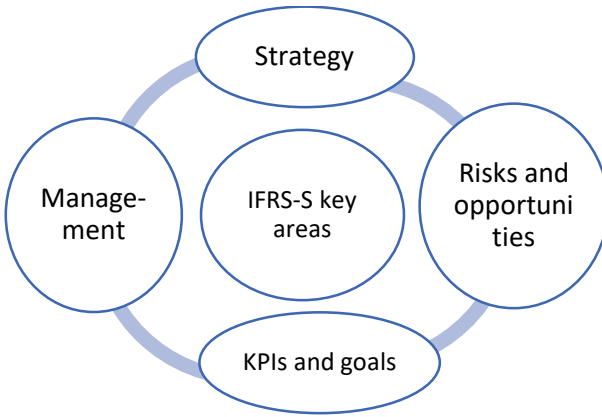 Strategy
Manage-
ment
IFRS-S key
areas
Risks and
opportuni
ties
KPIs and goals